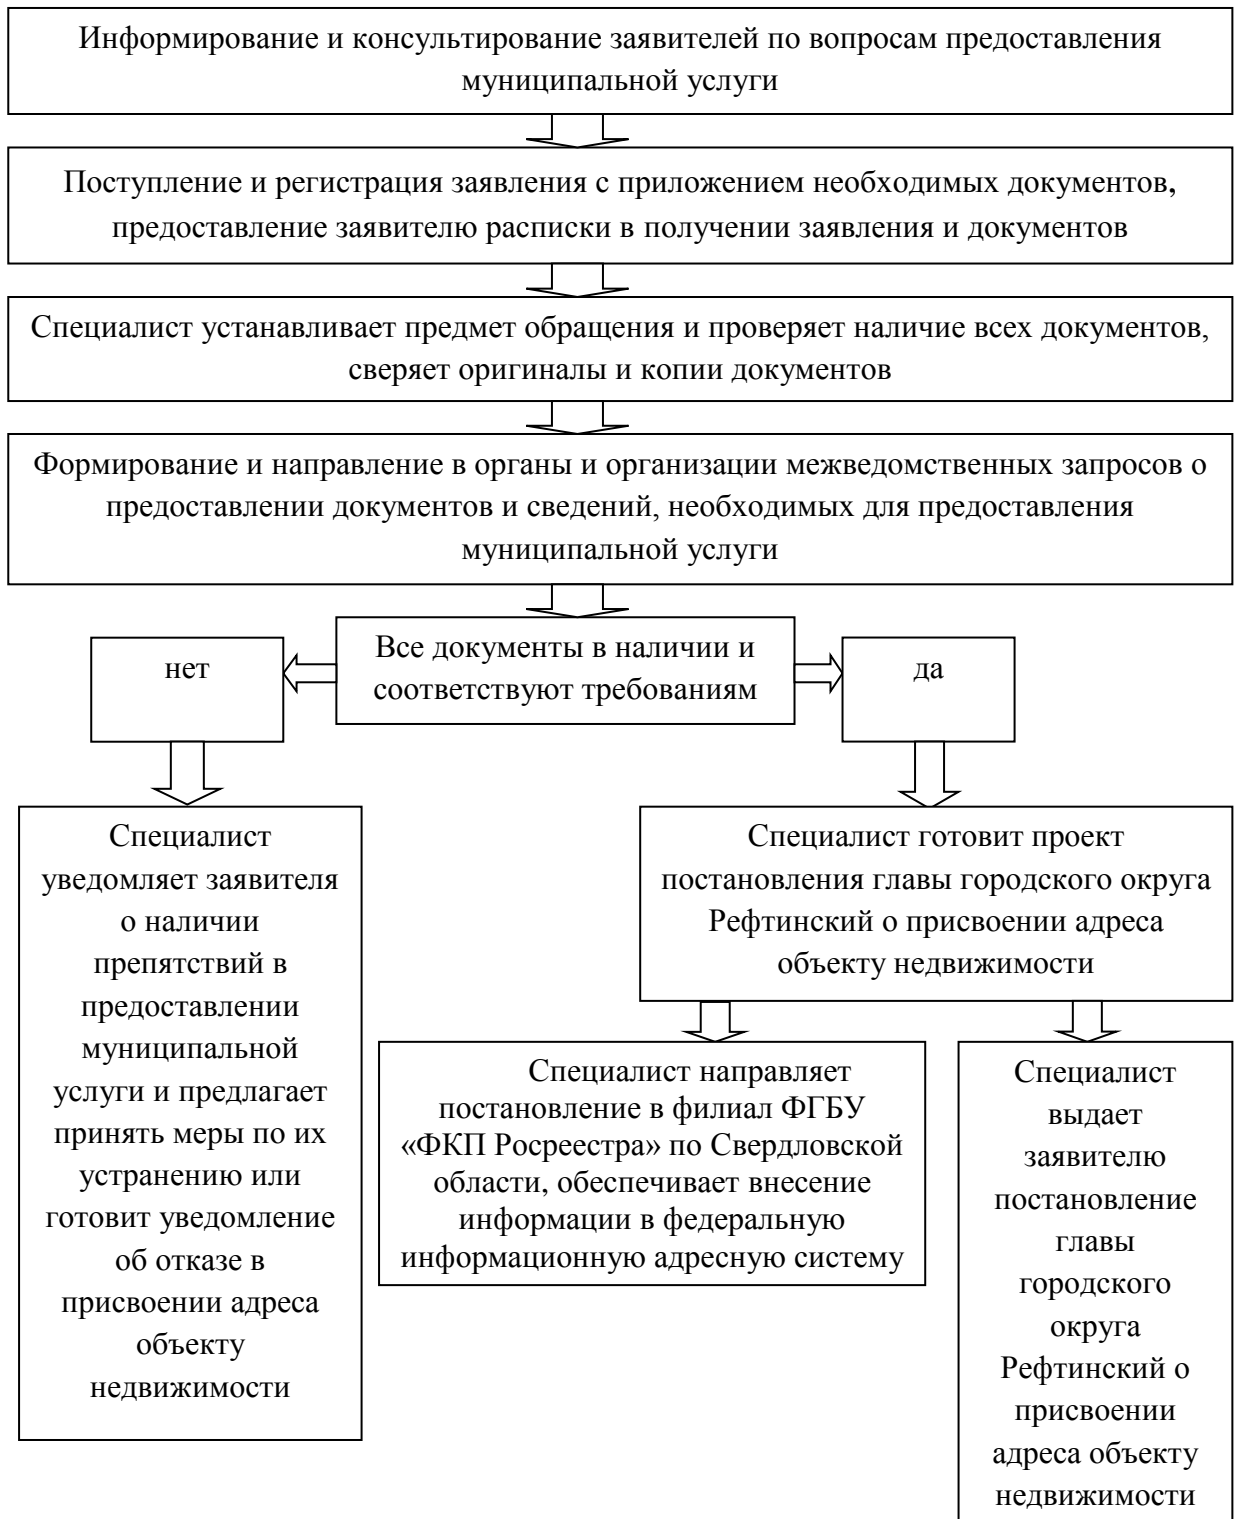 Информирование и консультирование заявителей по вопросам предоставления
муниципальной услуги
Поступление и регистрация заявления с приложением необходимых документов,
предоставление заявителю расписки в получении заявления и документов
Специалист устанавливает предмет обращения и проверяет наличие всех документов,
сверяет оригиналы и копии документов
Формирование и направление в органы и организации межведомственных запросов о
предоставлении документов и сведений, необходимых для предоставления
муниципальной услуги
Все документы в наличии и
соответствуют требованиям
нет
да
Специалист
уведомляет заявителя
о наличии
препятствий в
предоставлении
муниципальной
услуги и предлагает
принять меры по их
устранению или
готовит уведомление
об отказе в
присвоении адреса
объекту
недвижимости
Специалист готовит проект
постановления главы городского округа
Рефтинский о присвоении адреса
объекту недвижимости
Специалист направляет
постановление в филиал ФГБУ
«ФКП Росреестра» по Свердловской
области, обеспечивает внесение
информации в федеральную
информационную адресную систему
Специалист
выдает
заявителю
постановление
главы
городского
округа
Рефтинский о
присвоении
адреса объекту
недвижимости